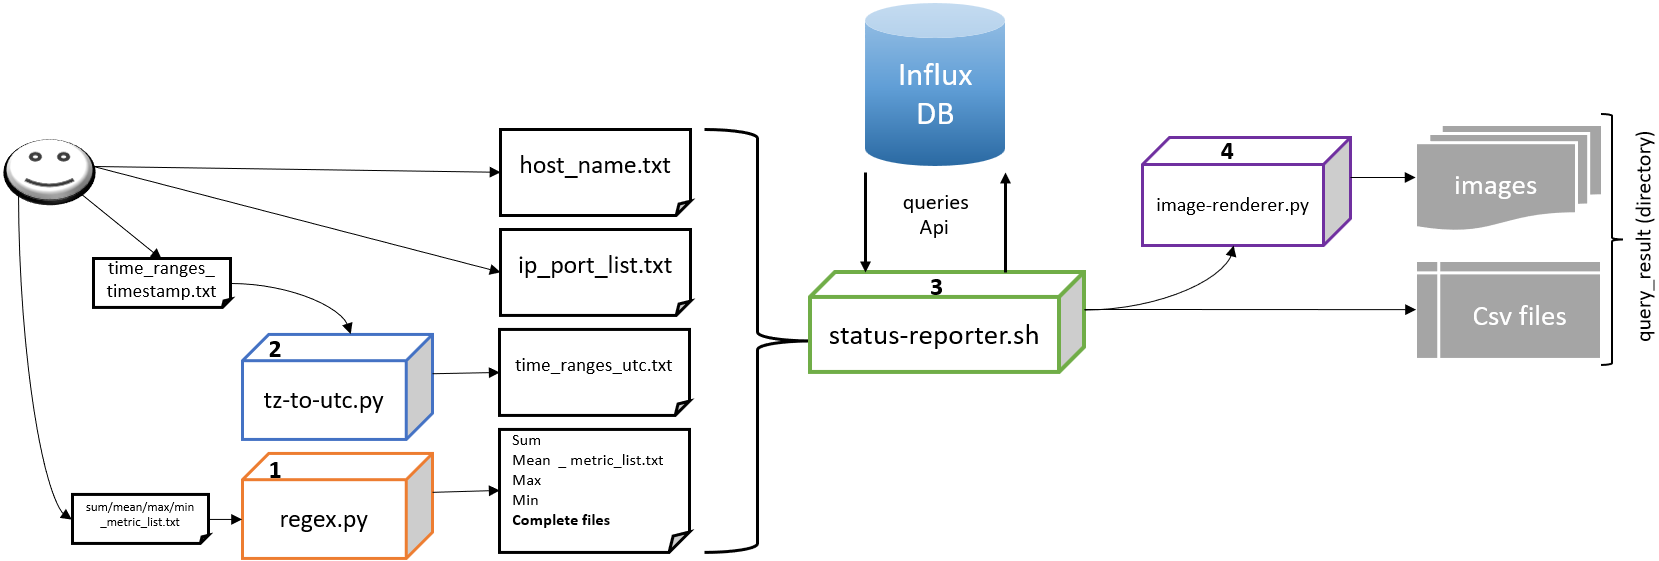 host_name.txt
ip_port_list.txt
time_ranges_
timestamp.txt
2
tz-to-utc.py
time_ranges_utc.txt
sum/mean/max/min
_metric_list.txt
1
regex.py
Sum
Mean _ metric_list.txt
Max
Min
Complete files
Influx
DB
queries
Api
3
status-reporter.sh
4
image-renderer.py
images
Csv files
query_result (directory)